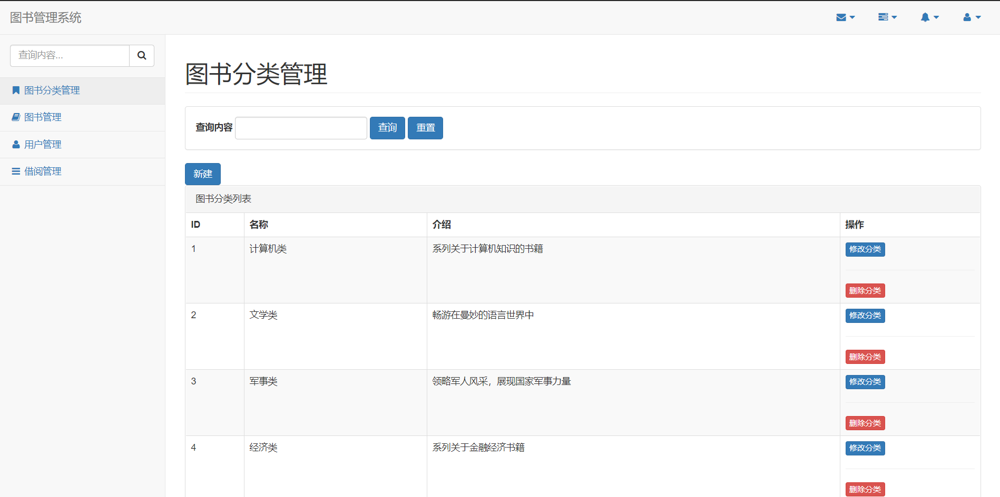 图书管理系统
查询内容...
图书分类管理
图书管理
用户管理
借阅管理
图书分类管理
查询内容 查询 重置
新建
图书分类列表
ID 名称 介绍 操作
1 计算机类 系列关于计算机知识的书籍 修改分类
删除分类
2 文学类 畅游在曼妙的语言世界中 修改分类
删除分类
3 军事类 领略军人风采，展现国家军事力量 修改分类
删除分类
4 经济类 系列关于金融经济书籍 修改分类
删除分类